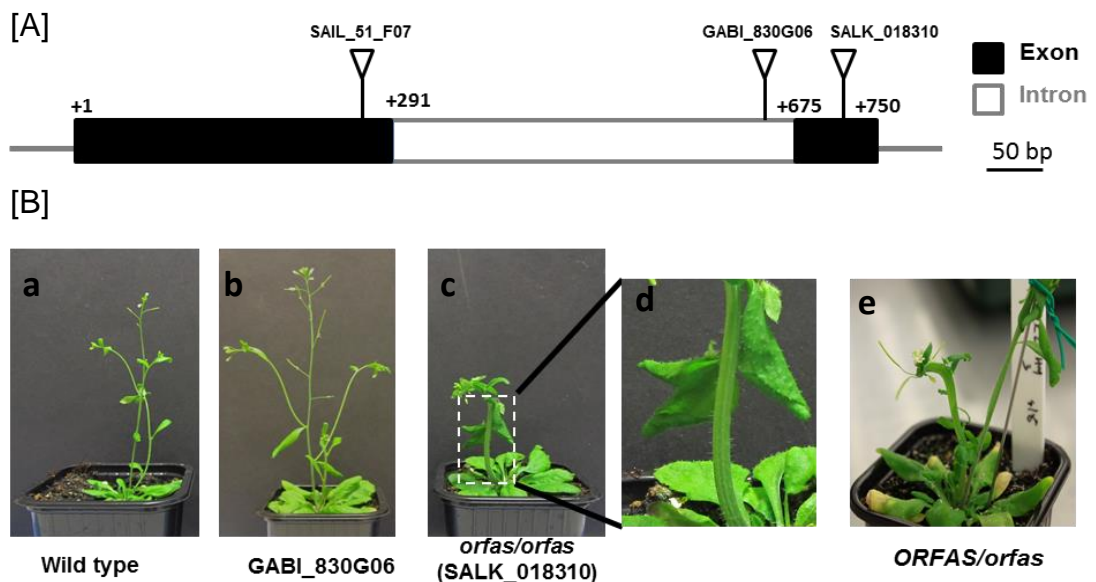 [A]
SAIL_51_F07
GABI_830G06
SALK_018310
+1
+291
+675
+750
Exon
Intron
50 bp
[B]
a
b
c
d
e
Wild type
GABI_830G06
orfas/orfas
(SALK_018310)
ORFAS/orfas